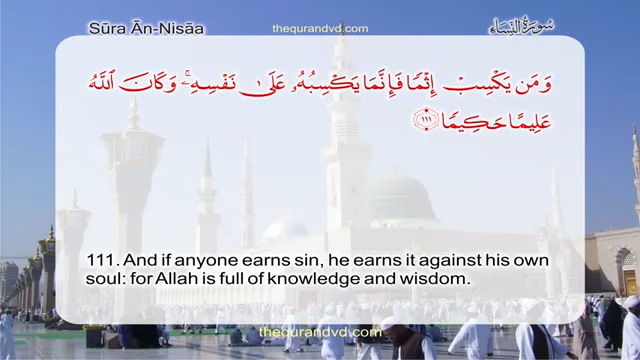 Sūra Ān-Nisāa
thequrandvd.com
سورة النساء
وَمَن يَكْسِبْ إِثْمًا فَإِنَّمَا يَكْسِبُهُۥ عَلَىٰ نَفْسِهِۦ ۚ وَكَانَ ٱللَّهُ
عَلِيمًا حَكِيمًا ١١١
111. And if anyone earns sin, he earns it against his own
soul: for Allah is full of knowledge and wisdom.
thequrandvd.com